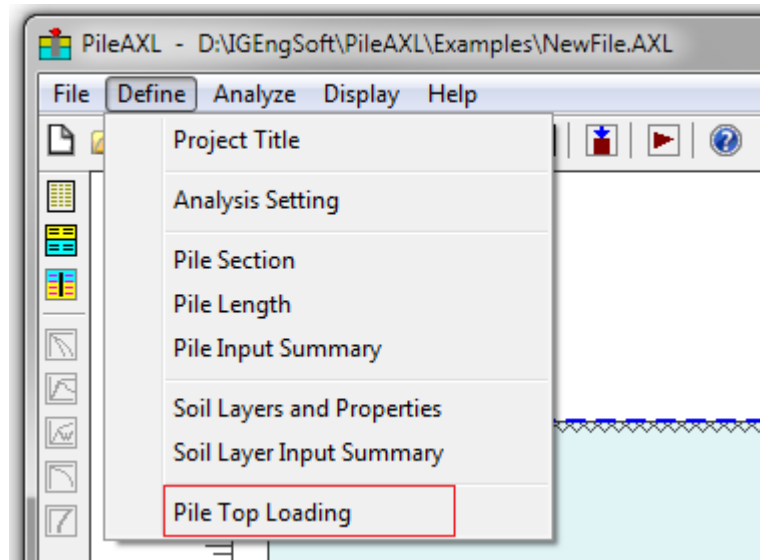 PileAXL - D:\IGEngSoft\PileAXL\Examples\NewFile.AXL
File Define Analyze Display Help
Project Title
Analysis Setting
Pile Section
Pile Length
Pile Input Summary
Soil Layers and Properties
Soil Layer Input Summary
Pile Top Loading